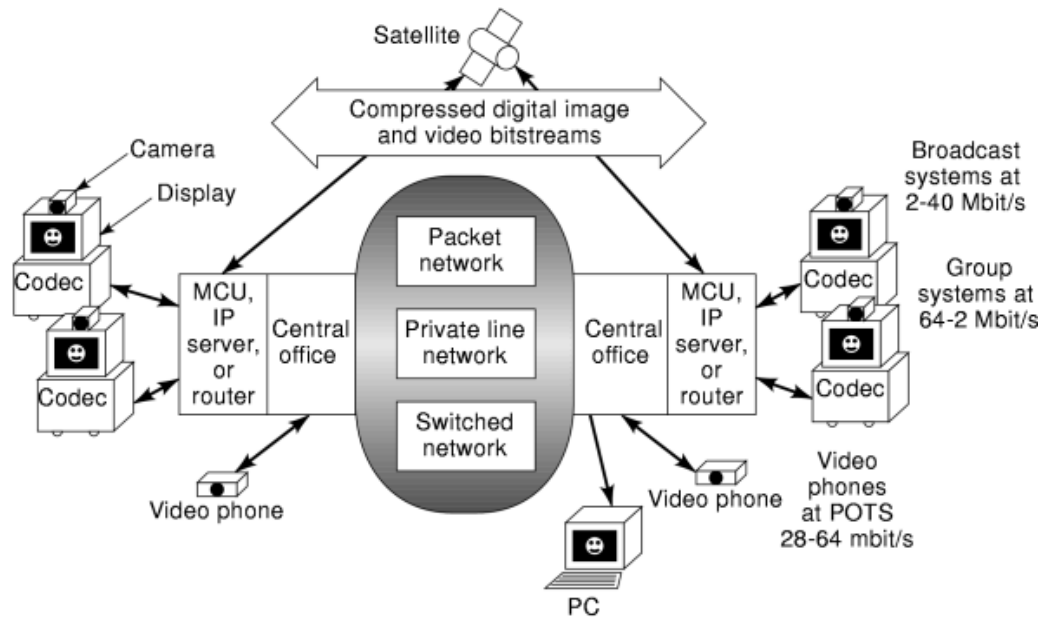 Satellite
Compressed digital image
and video bitstreams
Camera
Display
Codec
Codec
MCU,
IP
server,
or
router
Central
office
Packet
network
Private line
network
Switched
network
Central
office
MCU,
IP
server,
or
router
Codec
Codec
Broadcast
systems at
2-40 Mbit/s
Group
systems at
64-2 Mbit/s
Video phone
Video phone
Video
phones
at POTS
28-64 mbit/s
PC